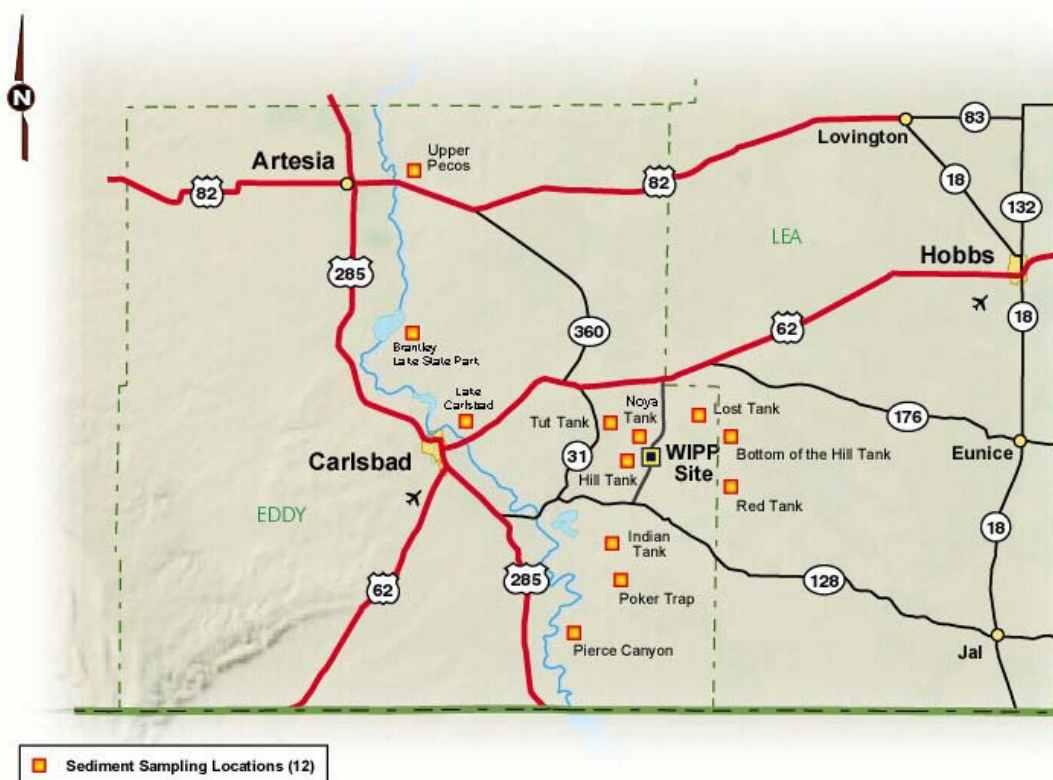 N
Upper
Pecos
Artesia
82
82
Lovington
83
18
132
LEA
Hobbs
285
62
18
360
Brantley
Lake State Park
Lake
Carlsbad
Tut Tank
Noya
Tank
Lost Tank
176
Carlsbad
31
Hill Tank
WIPP
Site
Bottom of the Hill Tank
Eunice
Red Tank
EDDY
18
Indian
Tank
62
285
Poker Trap
128
Pierce Canyon
Jal
Sediment Sampling Locations (12)